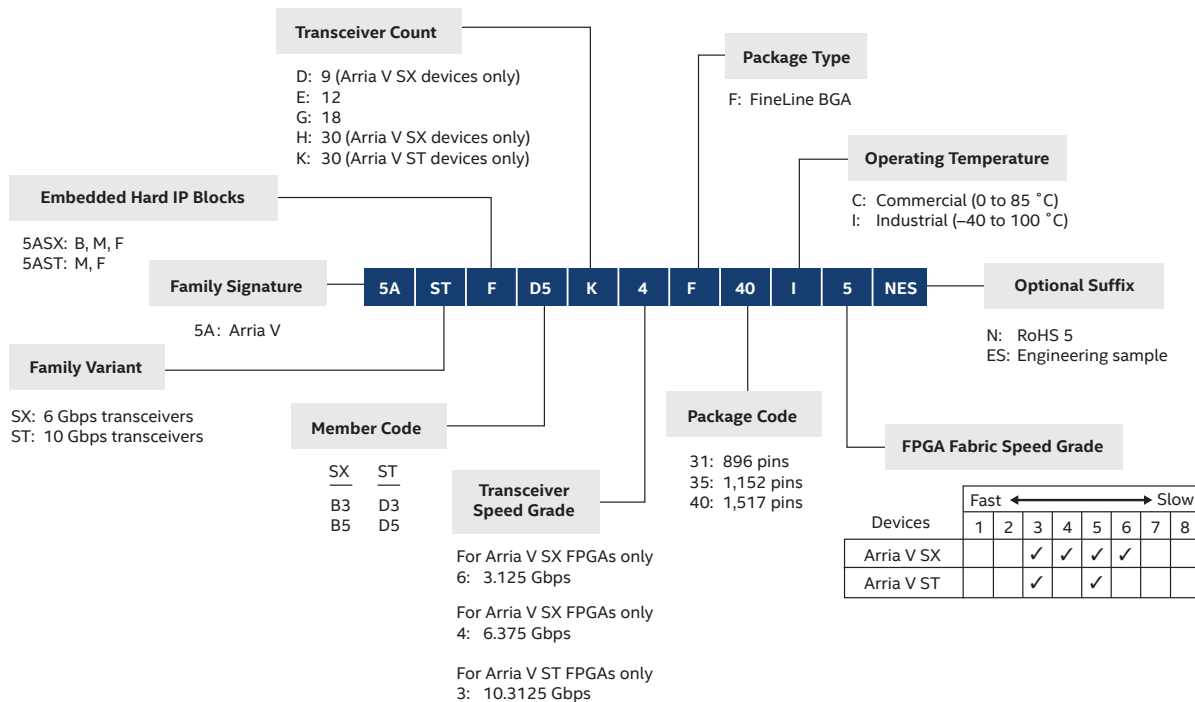 Transceiver Count
D: 9 (Arria V SX devices only)
E: 12
G: 18
H: 30 (Arria V SX devices only)
K: 30 (Arria V ST devices only)
Package Type
F: FineLine BGA
Operating Temperature
C: Commercial (0 to 85 ˚C)
I: Industrial (–40 to 100 ˚C)
Embedded Hard IP Blocks
5ASX: B, M, F
5AST: M, F
Family Signature
5A: Arria V
5A ST F D5 K 4 F 40 I 5 NES
Optional Suffix
N: RoHS 5
ES: Engineering sample
Family Variant
SX: 6 Gbps transceivers
ST: 10 Gbps transceivers
Member Code
SX ST
B3 D3
B5 D5
Transceiver
Speed Grade
For Arria V SX FPGAs only
6: 3.125 Gbps
For Arria V SX FPGAs only
4: 6.375 Gbps
For Arria V ST FPGAs only
3: 10.3125 Gbps
Package Code
31: 896 pins
35: 1,152 pins
40: 1,517 pins
FPGA Fabric Speed Grade
Fast Slow
Devices 1 2 3 4 5 6 7 8
Arria V SX ✓ ✓ ✓ ✓
Arria V ST ✓ ✓